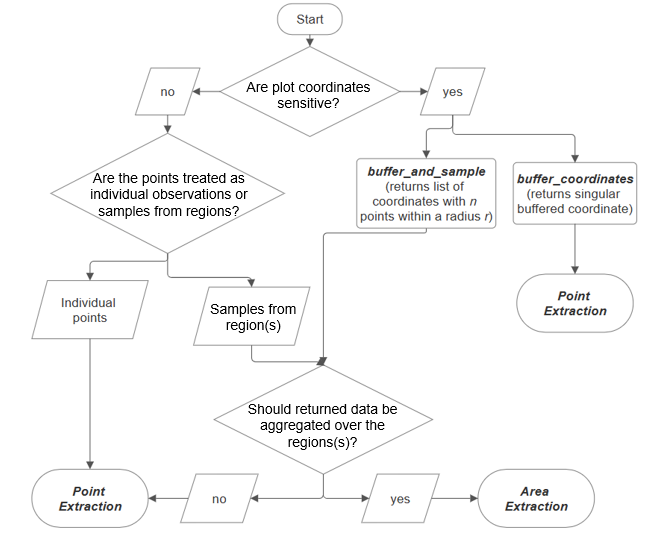 Start
Are plot coordinates
sensitive?
no
yes
Are the points treated as
individual observations or
samples from regions?
buffer_and_sample
(returns list of
coordinates with n
points within a radius r)
buffer_coordinates
(returns singular
buffered coordinate)
Individual
points
Samples from
region(s)
Point
Extraction
Should returned data be
aggregated over the
regions(s)?
Point
Extraction
no
yes
Area
Extraction